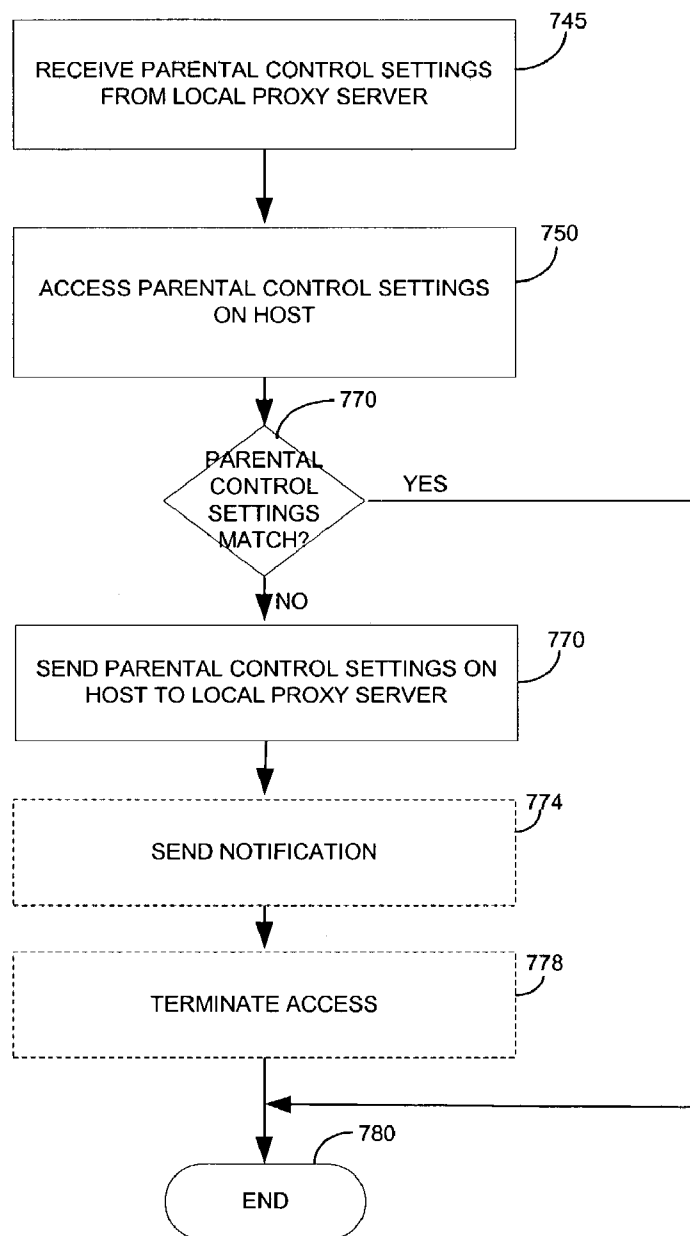 745
RECEIVE PARENTAL CONTROL SETTINGS
FROM LOCAL PROXY SERVER
750
ACCESS PARENTAL CONTROL SETTINGS
ON HOST
770
PARENTAL
CONTROL
SETTINGS
MATCH?
YES
NO
770
SEND PARENTAL CONTROL SETTINGS ON
HOST TO LOCAL PROXY SERVER
774
SEND NOTIFICATION
778
TERMINATE ACCESS
780
END